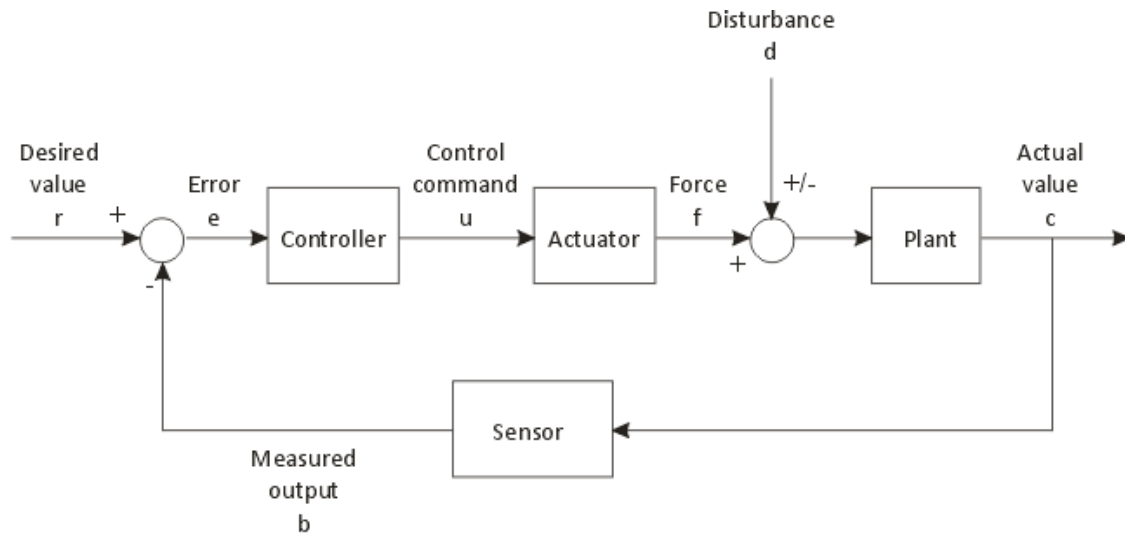 Disturbance
d
Desired
value
r
+
Error
e
Controller
Control
command
u
Actuator
Force
f
+
+/-
Plant
Actual
value
c
-
Sensor
Measured
output
b